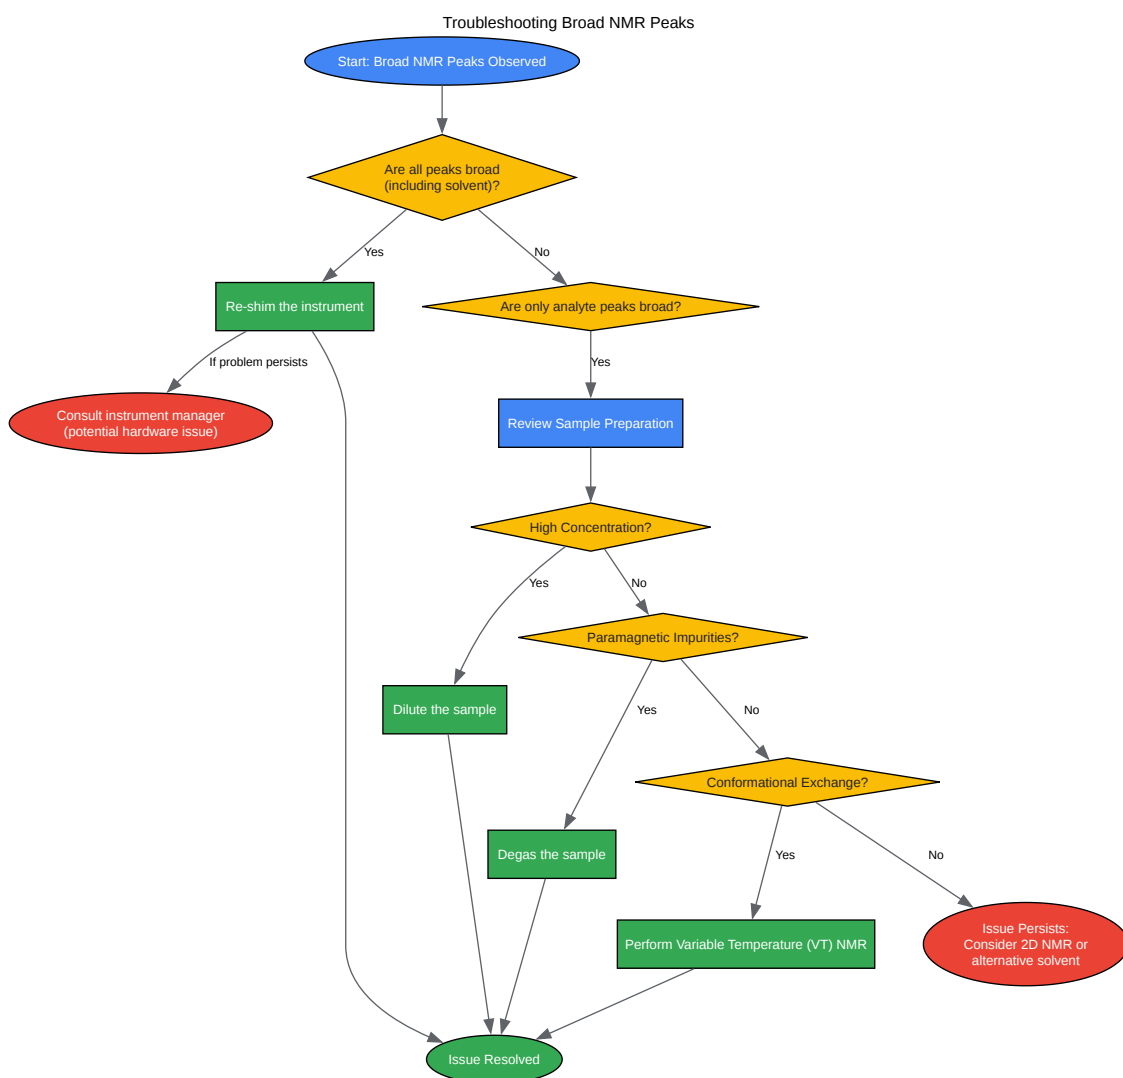 Troubleshooting Broad NMR Peaks
Start: Broad NMR Peaks Observed
Are all peaks broad
(including solvent)?
Yes
No
Re-shim the instrument
Are only analyte peaks broad?
If problem persists
Yes
Consult instrument manager
(potential hardware issue)
Review Sample Preparation
High Concentration?
Yes
No
Paramagnetic Impurities?
Dilute the sample
Yes
No
Conformational Exchange?
Degas the sample
Yes
No
Perform Variable Temperature (VT) NMR
Issue Persists:
Consider 2D NMR or
alternative solvent
Issue Resolved